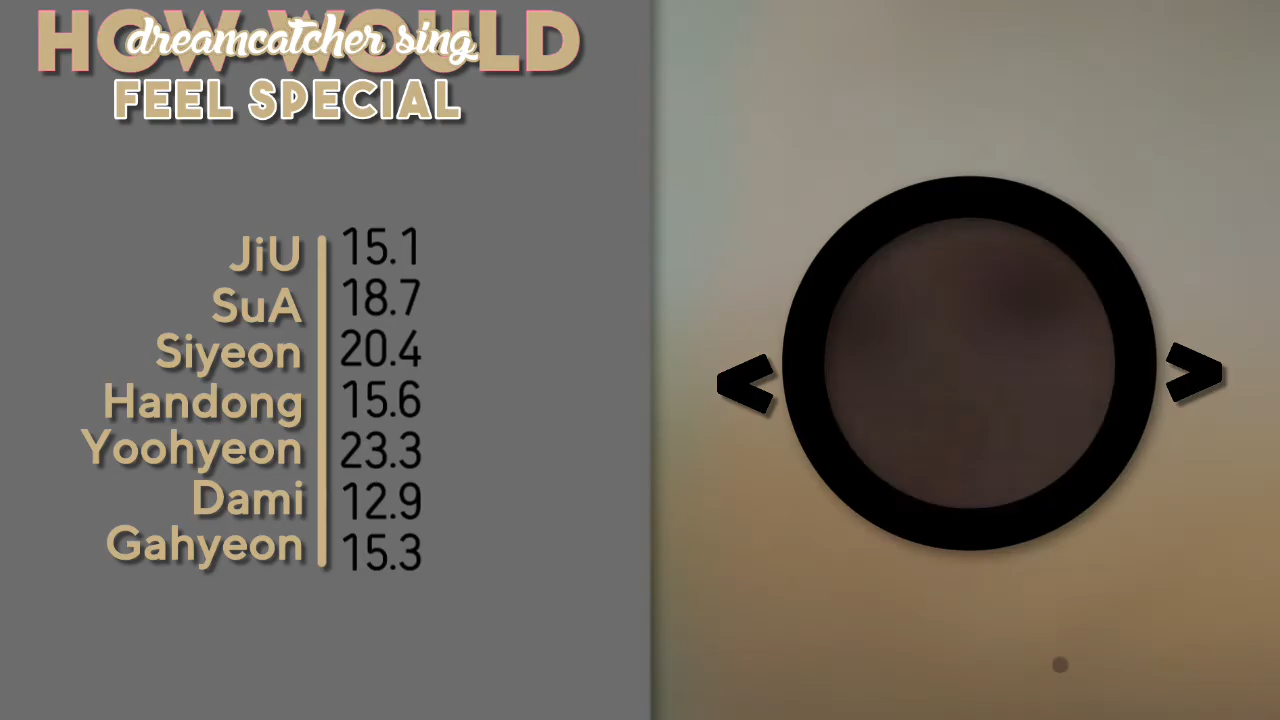 HOW WOULD
dreamcatcher sing
FEEL SPECIAL
JiU 15.1
SuA 18.7
Siyeon 20.4
Handong 15.6
Yoohyeon 23.3
Dami 12.9
Gahyeon 15.3
< >